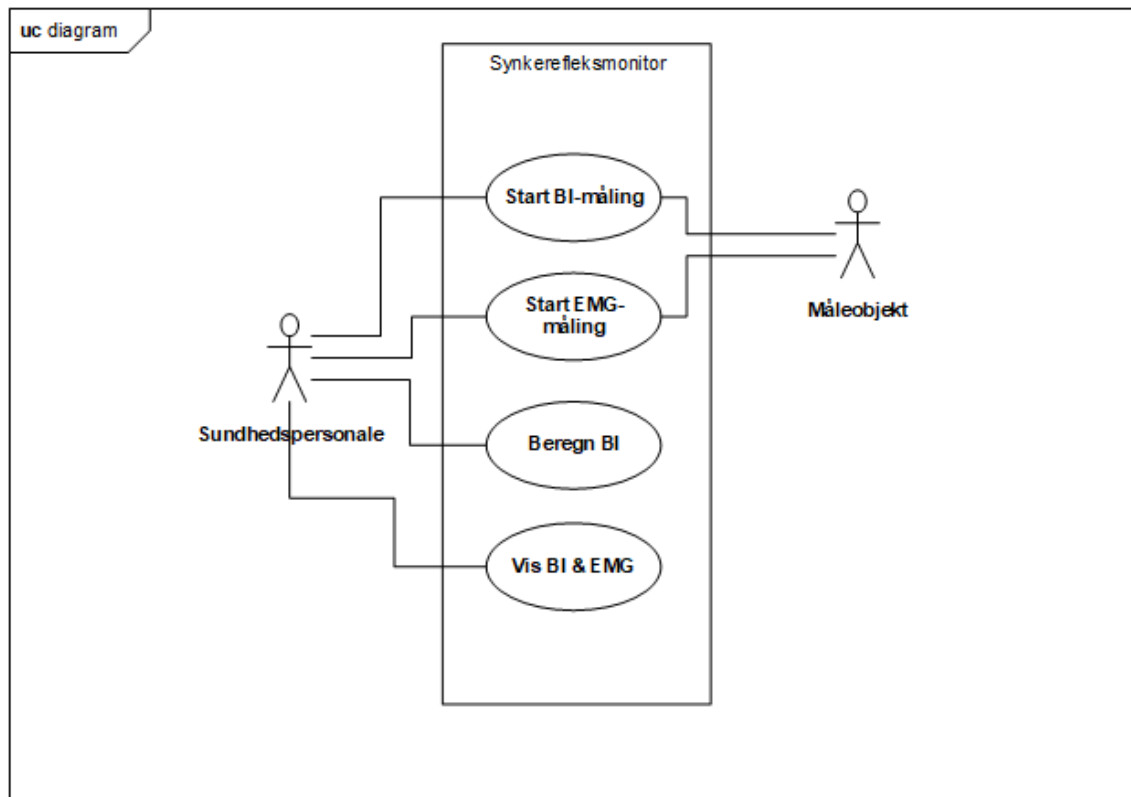 uc diagram
Synkerefleksmonitor
Start BI-måling
Start EMG-
måling
Måleobjekt
Sundhedspersonale
Beregn BI
Vis BI & EMG